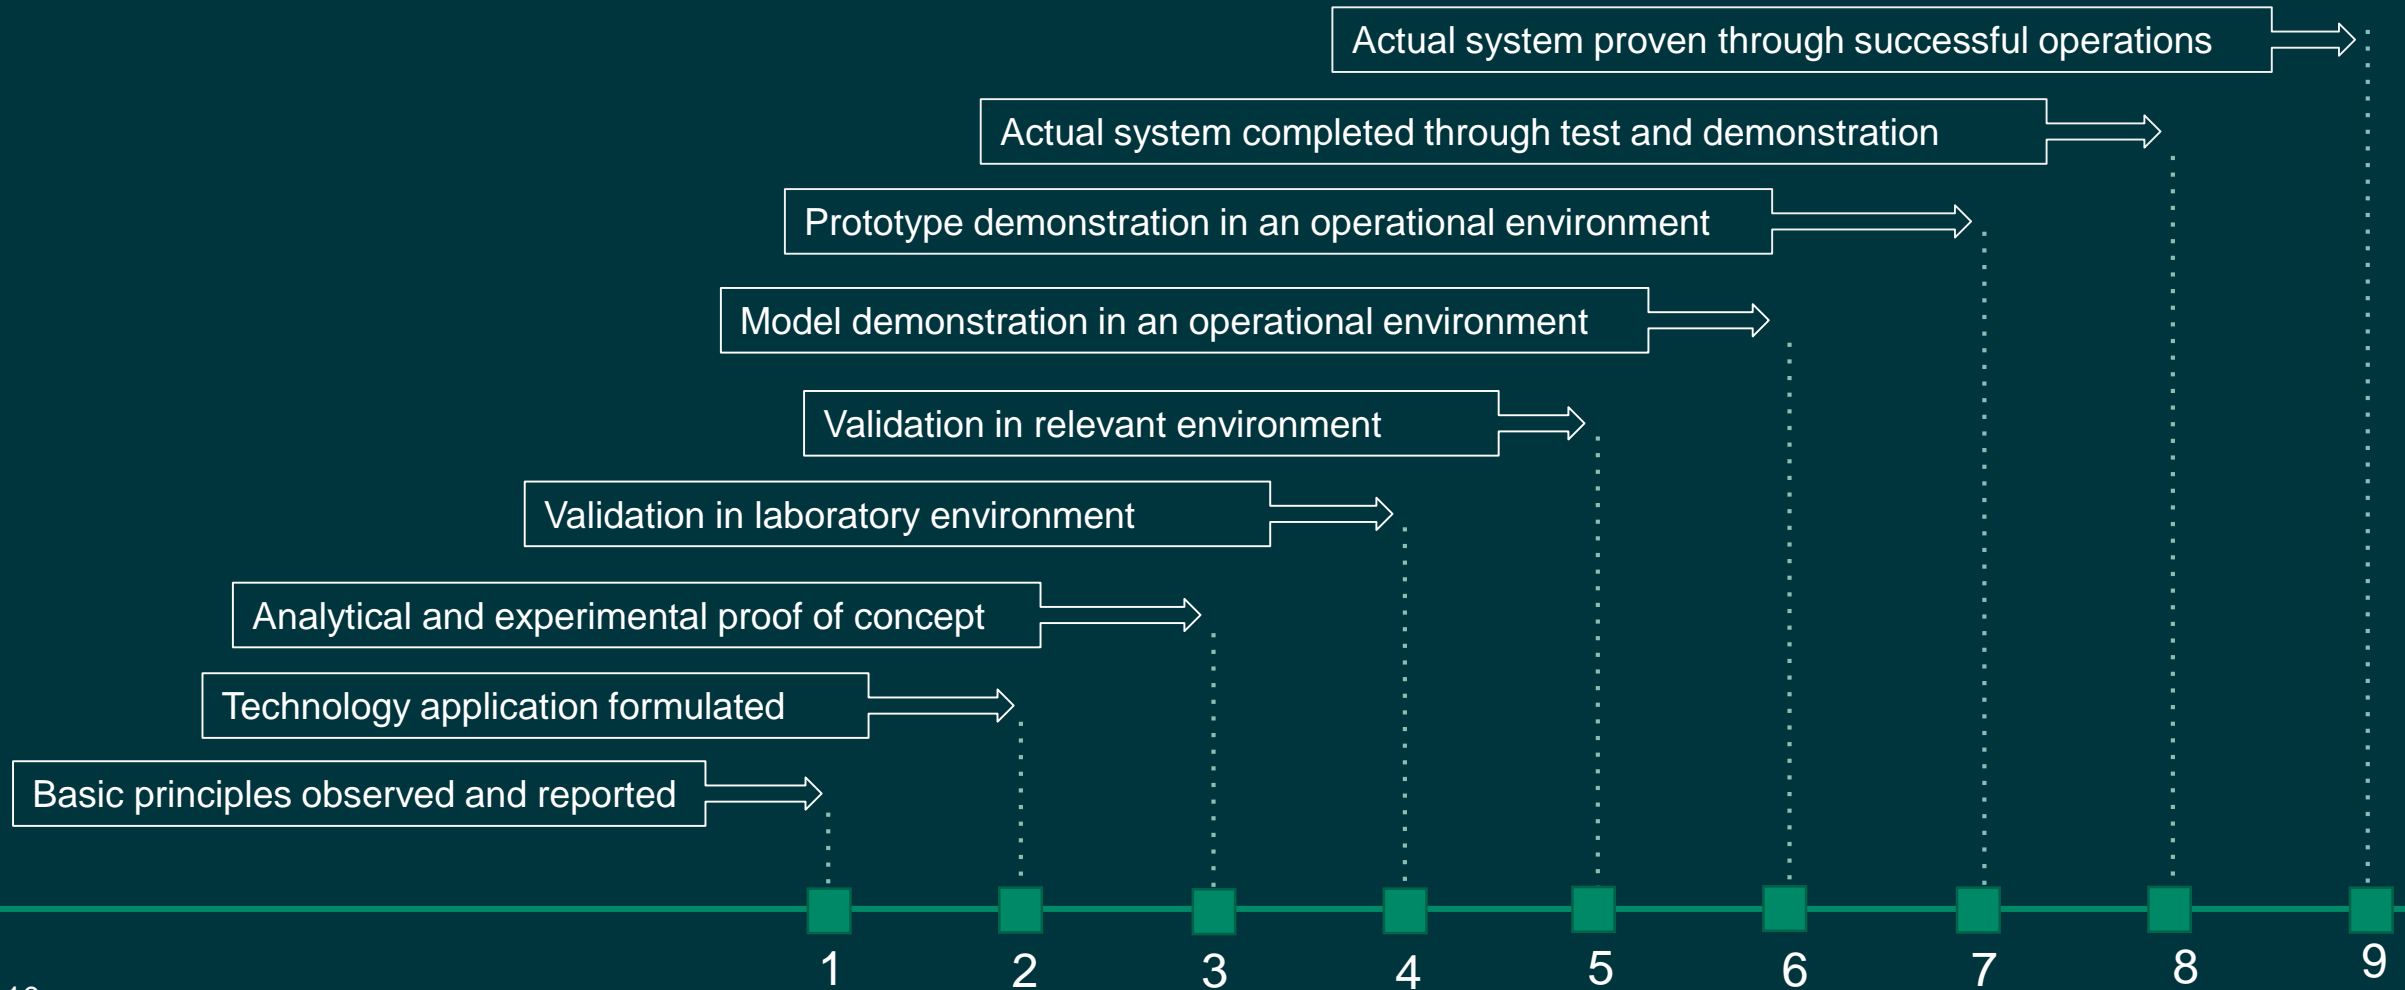 Actual system proven through successful operations
Actual system completed through test and demonstration
Prototype demonstration in an operational environment
Model demonstration in an operational environment
Validation in relevant environment
Validation in laboratory environment
Analytical and experimental proof of concept
Technology application formulated
Basic principles observed and reported
1 2 3 4 5 6 7 8 9